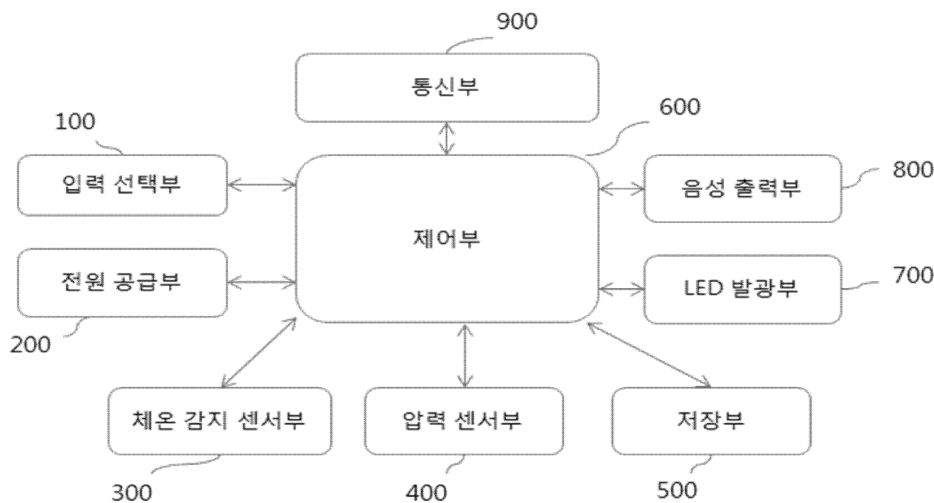 900
통신부
600
100
입력 선택부
음성 출력부
800
제어부
전원 공급부
LED 발광부
700
200
체온 감지 센서부
압력 센서부
저장부
300
400
500